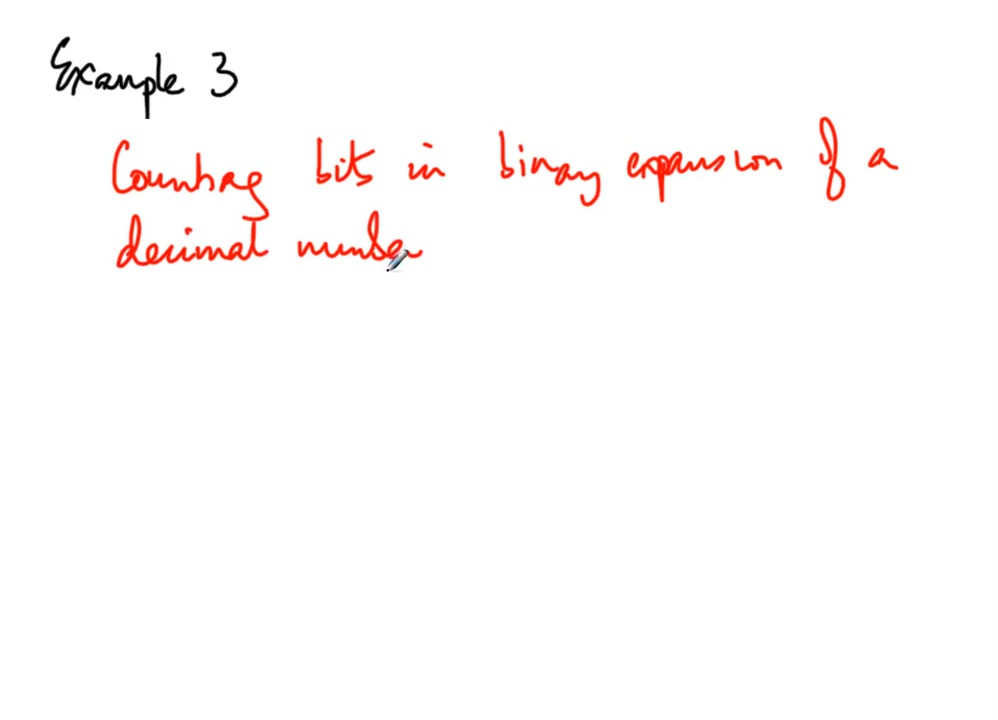 Example 3
Counting bits in binary expansion of a
decimal number